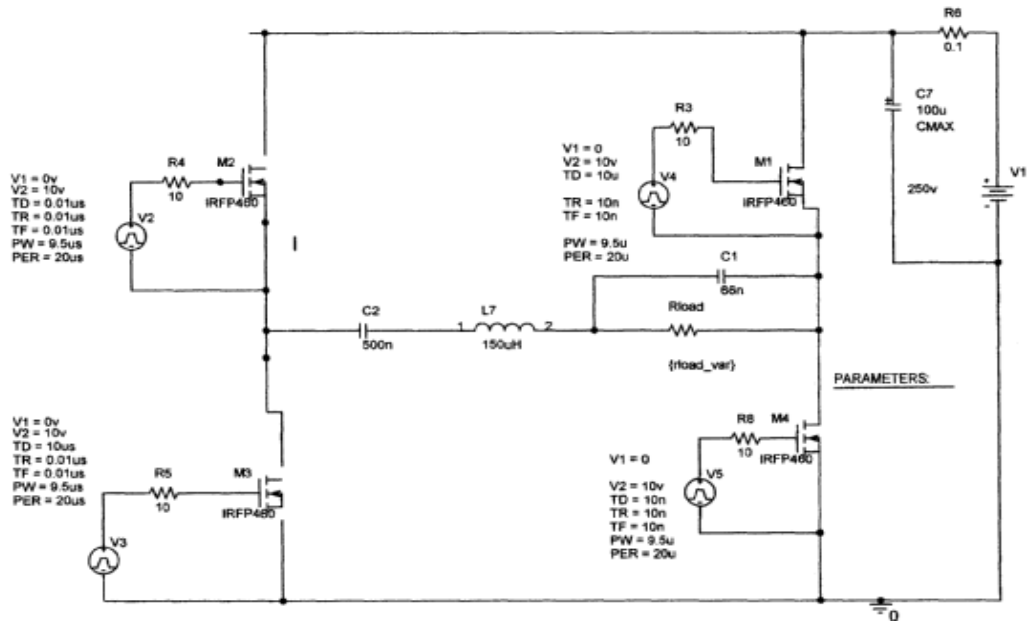 R6
0.1
C7
100u
CMAX
V1
250v
R3
10
V1 = 0
V2 = 10v
TD = 10u
TR = 10n
TF = 10n
PW = 9.5u
PER = 20u
V4
M1
IRFP460
R4
10
M2
IRFP460
V1 = 0v
V2 = 10v
TD = 0.01us
TR = 0.01us
TF = 0.01us
PW = 9.5us
PER = 20us
V2
C1
66n
C2
500n
1
L7
2
150uH
Rload
{rload_var}
PARAMETERS:
V1 = 0v
V2 = 10v
TD = 10us
TR = 0.01us
TF = 0.01us
PW = 9.5us
PER = 20us
R5
10
M3
IRFP460
V3
R8
10
M4
IRFP460
V1 = 0
V2 = 10v
TD = 10n
TR = 10n
TF = 10n
PW = 9.5u
PER = 20u
V5
0